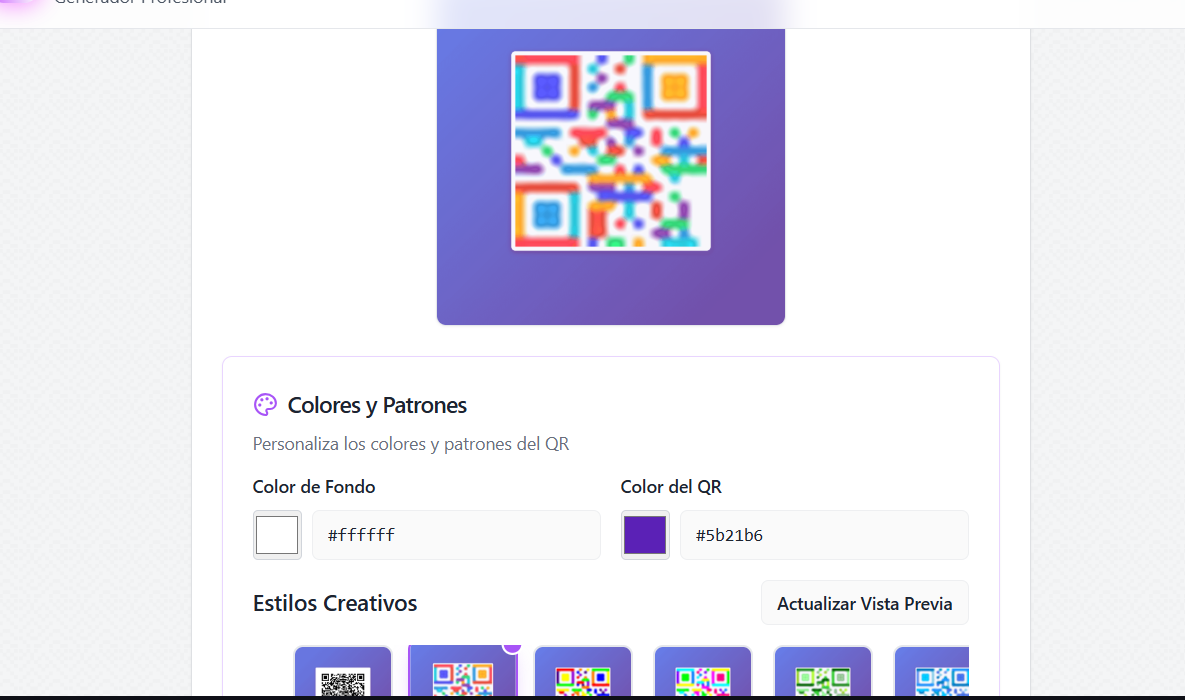 Generador Profesional
Colores y Patrones
Personaliza los colores y patrones del QR
Color de Fondo
Color del QR
#ffffff
#5b21b6
Estilos Creativos
Actualizar Vista Previa